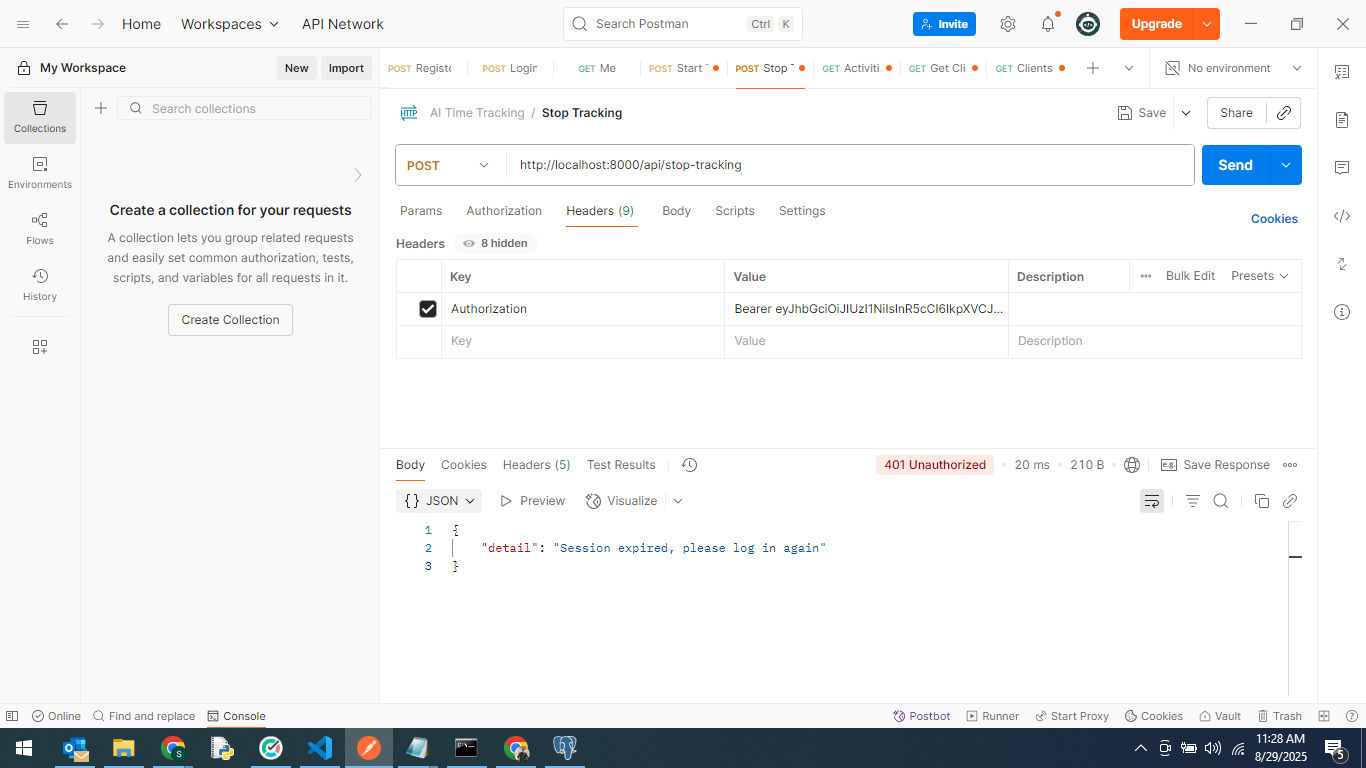 Home Workspaces API Network Search Postman Ctrl K Invite Upgrade
My Workspace New Import POST Registe POST Login GET Me POST Start T POST Stop T GET Activiti GET Get Cli GET Clients No environment
Collections
Environments
Flows
History
Search collections
Create a collection for your requests
A collection lets you group related requests
and easily set common authorization, tests,
scripts, and variables for all requests in it.
Create Collection
HTTP AI Time Tracking / Stop Tracking Save Share
POST http://localhost:8000/api/stop-tracking Send
Params Authorization Headers (9) Body Scripts Settings Cookies
Headers 8 hidden
Key Value Description Bulk Edit Presets
Authorization Bearer eyJhbGciOiJIUzI1NiIsInR5cCI6IkpXVCJ...
Key Value Description
Body Cookies Headers (5) Test Results 401 Unauthorized 20 ms 210 B e.g. Save Response
{} JSON Preview Visualize
1 {
2 "detail": "Session expired, please log in again"
3 }
Online Find and replace Console Postbot Runner Start Proxy Cookies Vault Trash
11:28 AM
8/29/2025
5